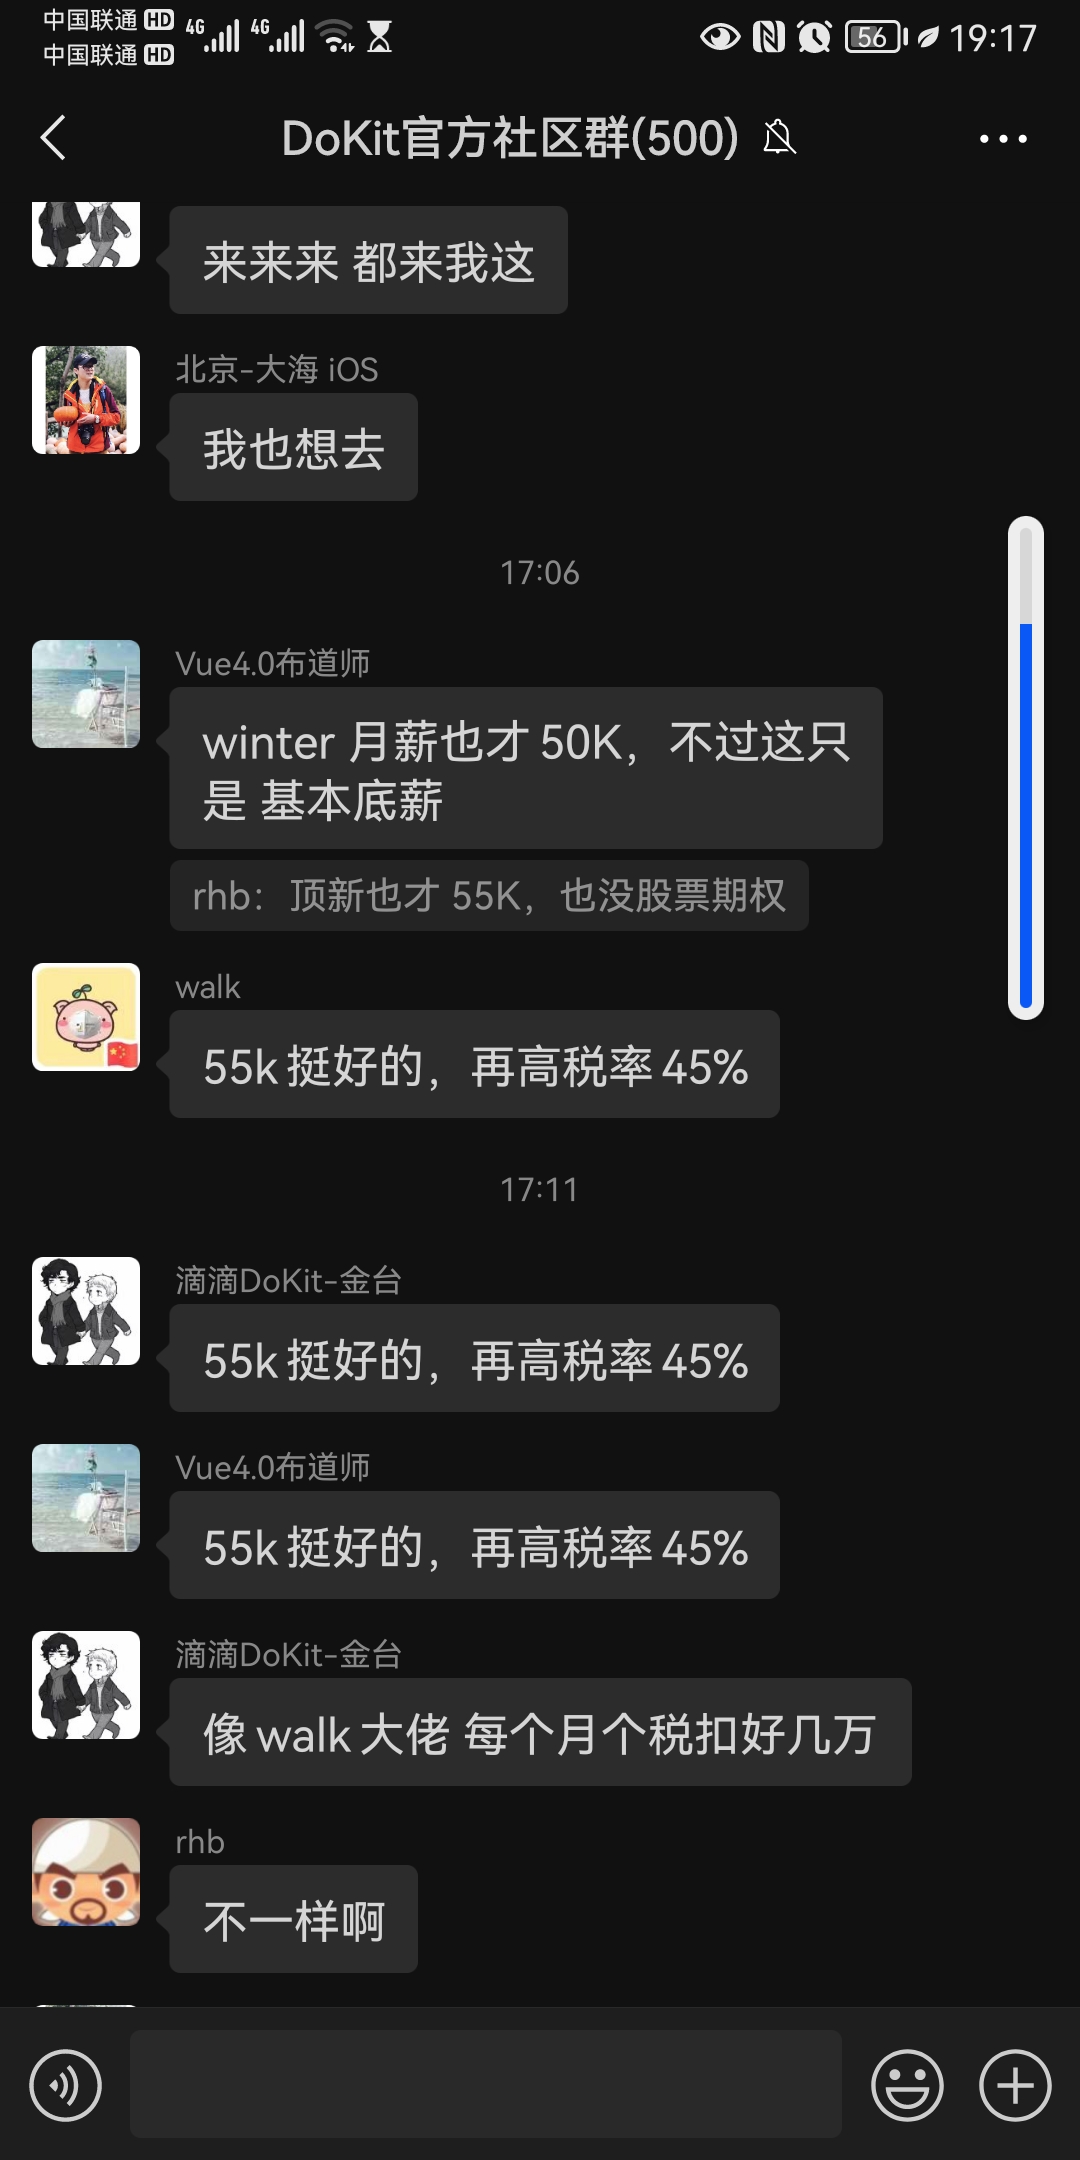 中国联通 HD 4G 4G 56 19:17
中国联通 HD
DoKit官方社区群(500)
来来来 都来我这
北京-大海 iOS
我也想去
17:06
Vue4.0布道师
winter 月薪也才 50K，不过这只
是 基本底薪
rhb：顶新也才 55K，也没股票期权
walk
55k 挺好的，再高税率 45%
17:11
滴滴DoKit-金台
55k 挺好的，再高税率 45%
Vue4.0布道师
55k 挺好的，再高税率 45%
滴滴DoKit-金台
像 walk 大佬 每个月个税扣好几万
rhb
不一样啊